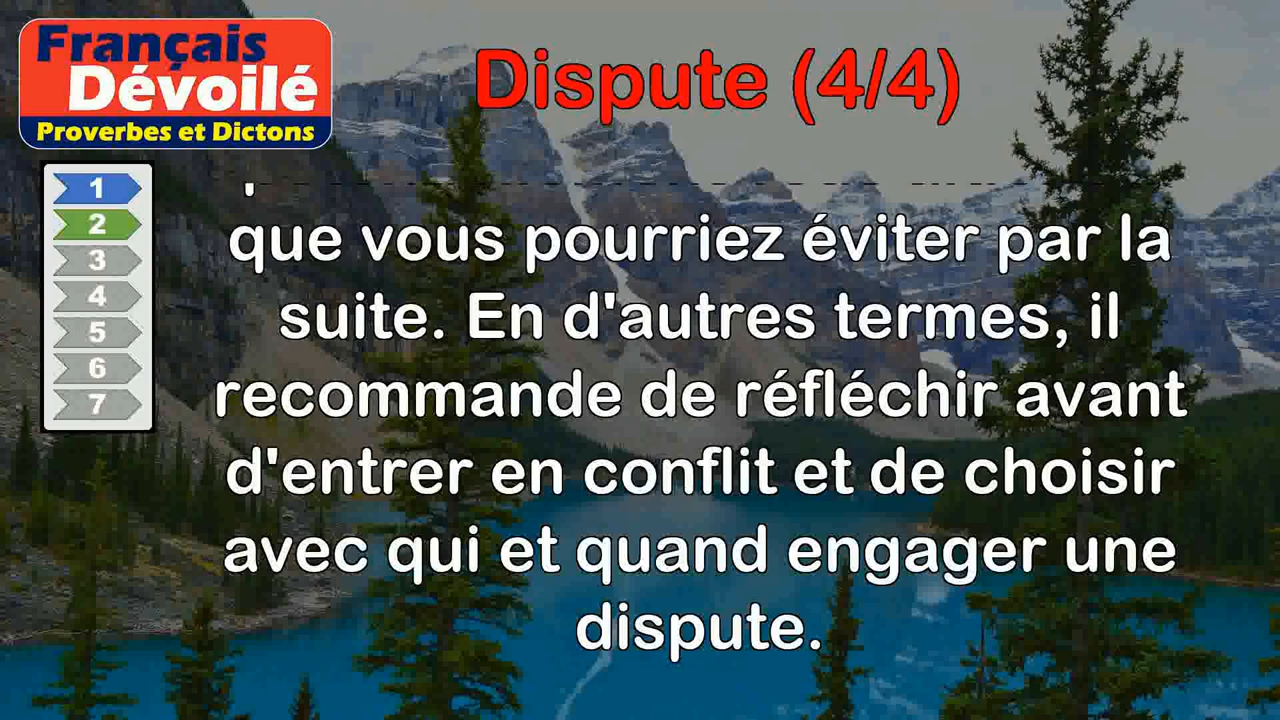 Français
Dévoilé
Proverbes et Dictons
Dispute (4/4)
1
2
3
4
5
6
7
que vous pourriez éviter par la
suite. En d'autres termes, il
recommande de réfléchir avant
d'entrer en conflit et de choisir
avec qui et quand engager une
dispute.